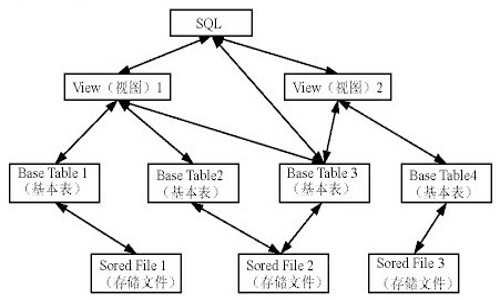 SQL
View（视图）1
View（视图）2
Base Table 1
（基本表）
Base Table2
（基本表）
Base Table 3
（基本表）
Base Table4
（基本表）
Sored File 1
（存储文件）
Sored File 2
（存储文件）
Sored File 3
（存储文件）